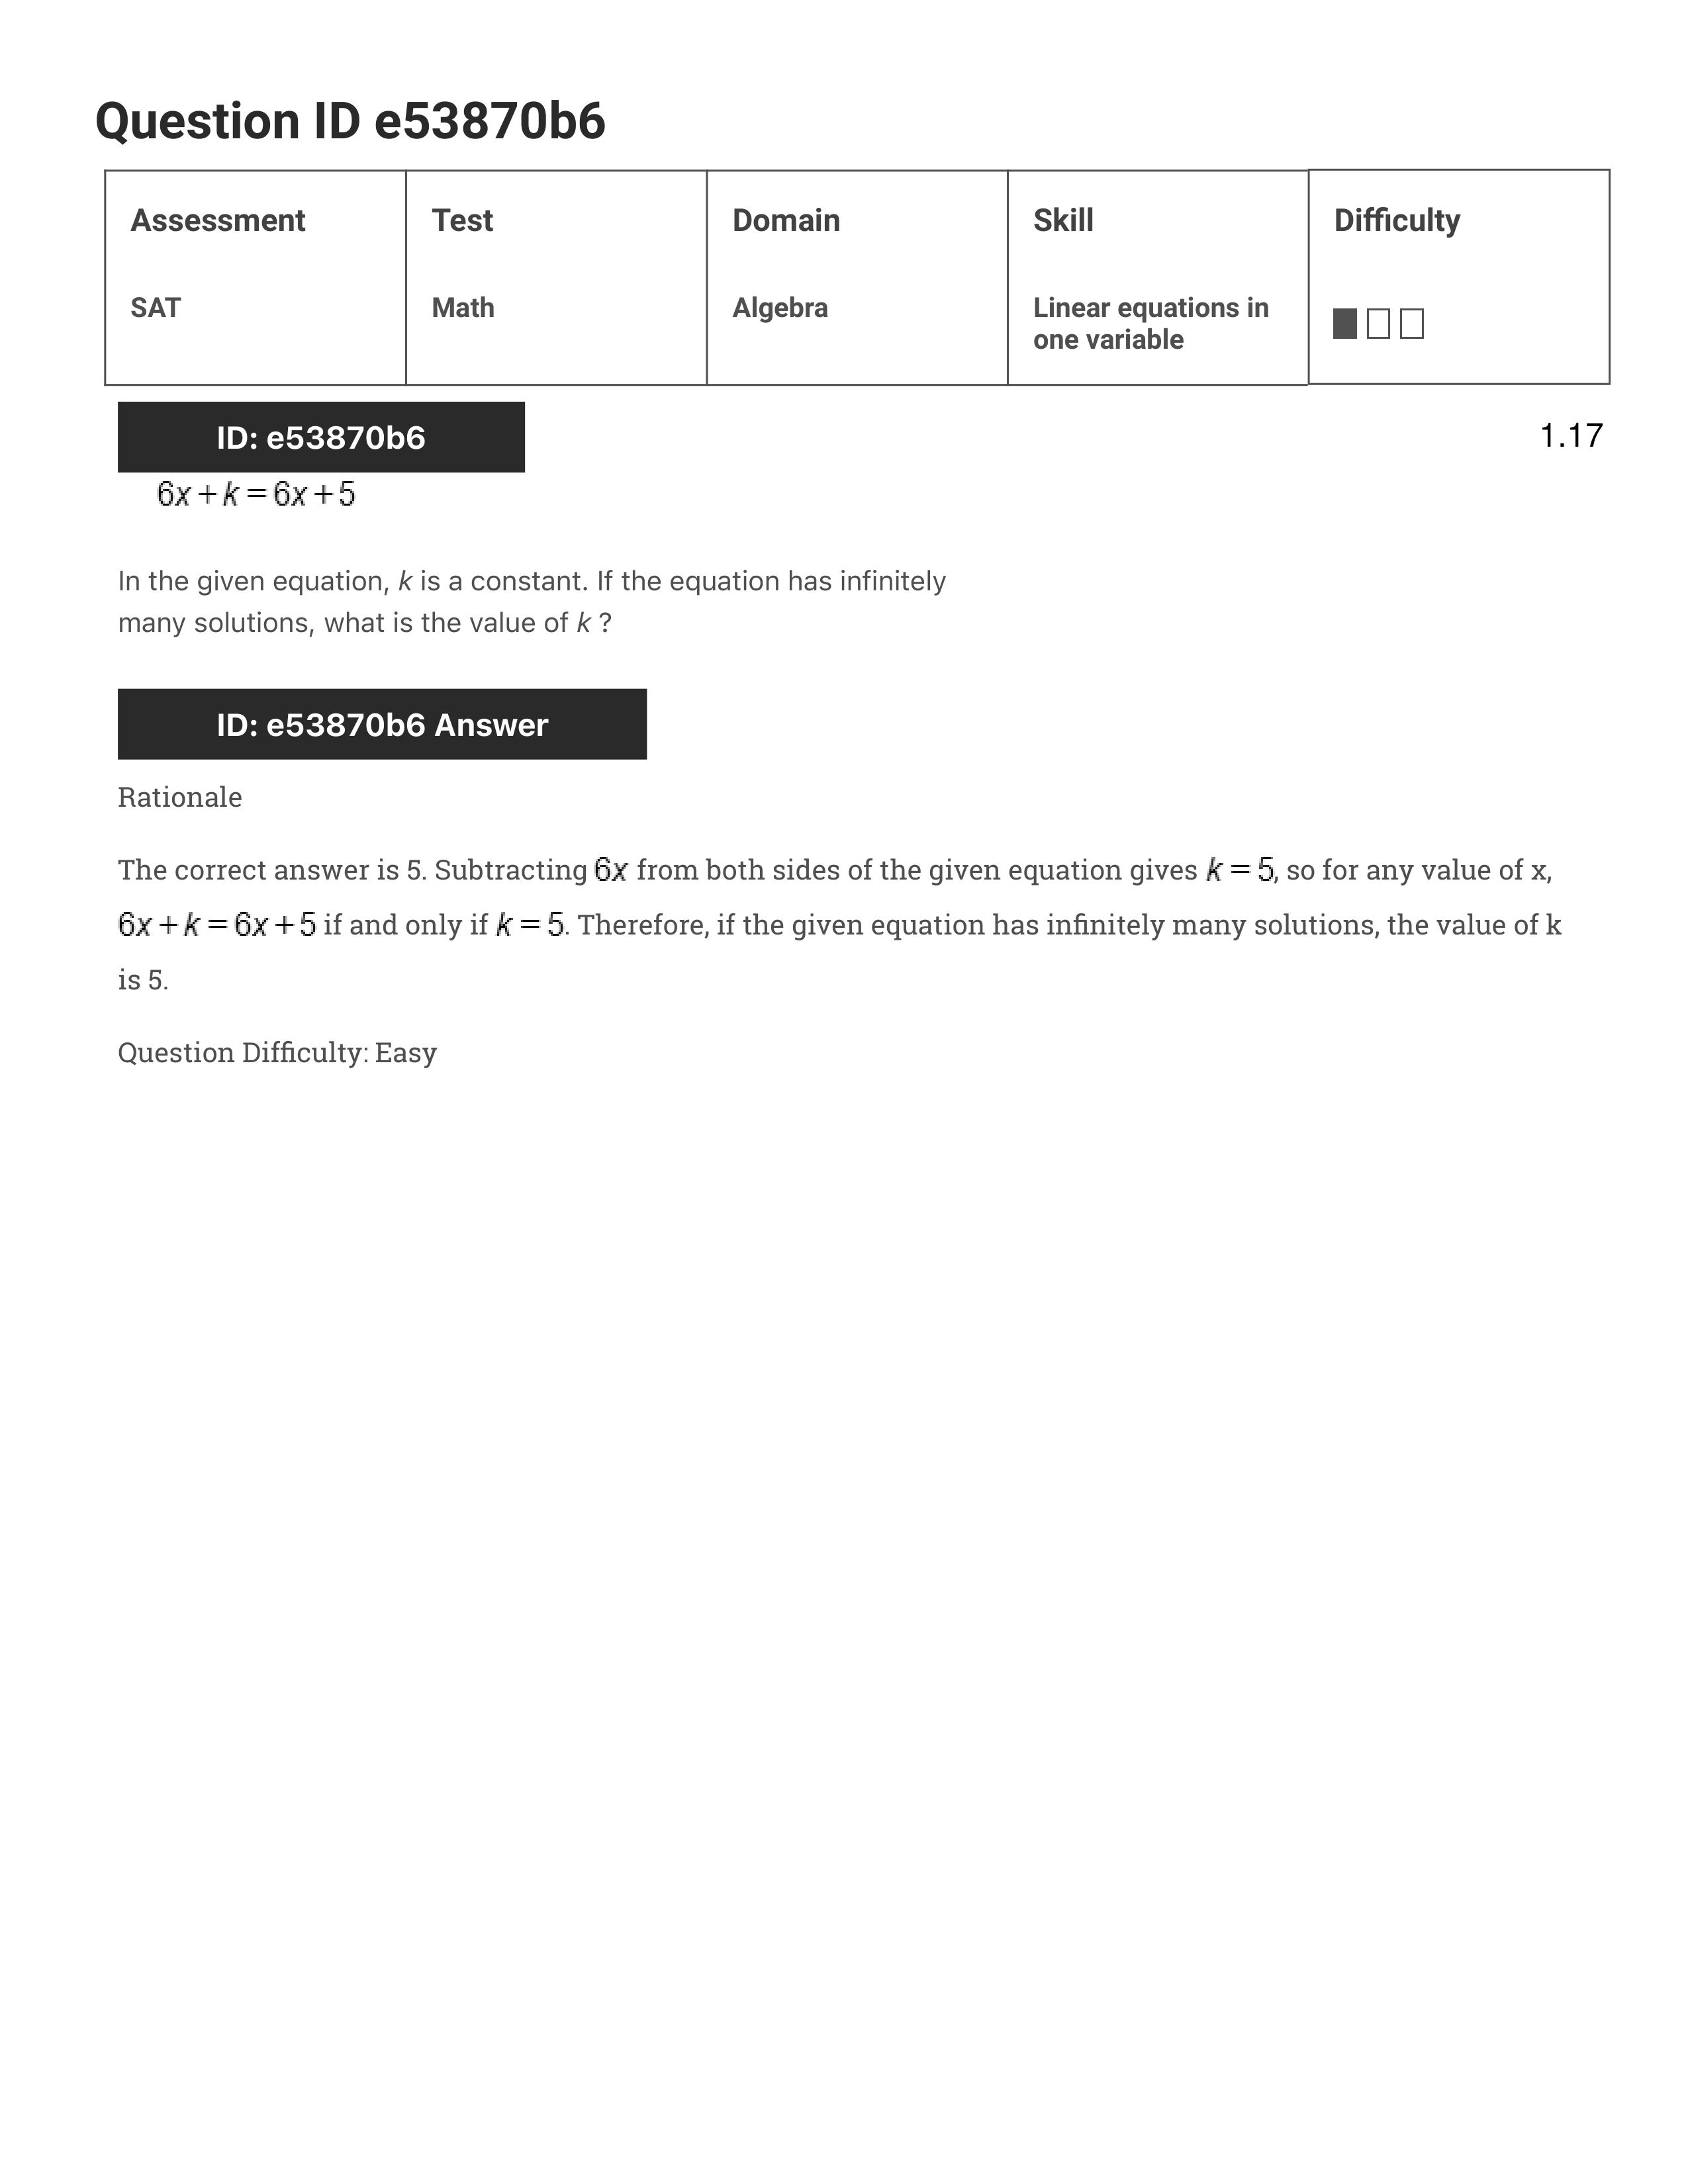 Question ID e53870b6
Assessment Test Domain Skill Difficulty
SAT Math Algebra Linear equations in
one variable
ID: e53870b6 1.17
6x + k = 6x + 5
In the given equation, k is a constant. If the equation has infinitely
many solutions, what is the value of k ?
ID: e53870b6 Answer
Rationale
The correct answer is 5. Subtracting 6x from both sides of the given equation gives k = 5, so for any value of x,
6x + k = 6x + 5 if and only if k = 5. Therefore, if the given equation has infinitely many solutions, the value of k
is 5.
Question Difficulty: Easy